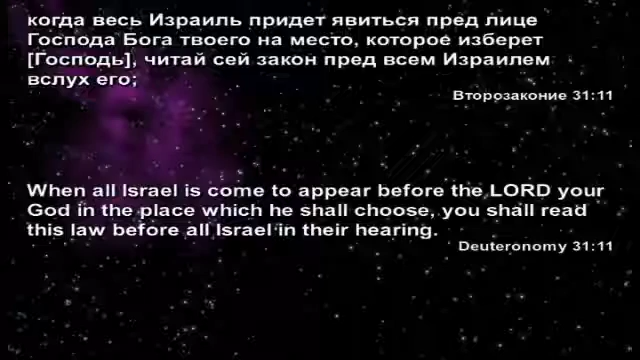 когда весь Израиль придет явиться пред лице
Господа Бога твоего на место, которое изберет
[Господь], читай сей закон пред всем Израилем
вслух его;
Второзаконие 31:11
When all Israel is come to appear before the LORD your
God in the place which he shall choose, you shall read
this law before all Israel in their hearing.
Deuteronomy 31:11